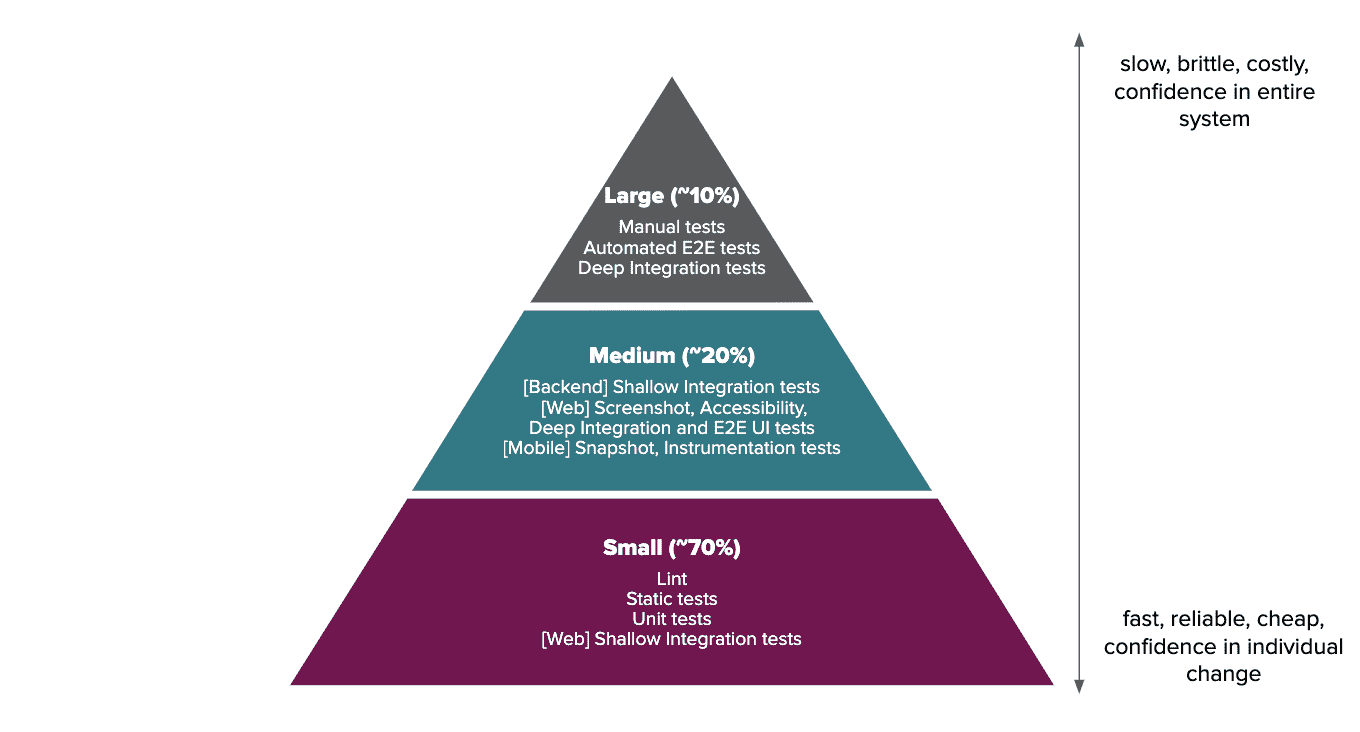 slow, brittle, costly,
confidence in entire
system
Large (~10%)
Manual tests
Automated E2E tests
Deep Integration tests
Medium (~20%)
[Backend] Shallow Integration tests
[Web] Screenshot, Accessibility,
Deep Integration and E2E UI tests
[Mobile] Snapshot, Instrumentation tests
Small (~70%)
Lint
Static tests
Unit tests
[Web] Shallow Integration tests
fast, reliable, cheap,
confidence in individual
change